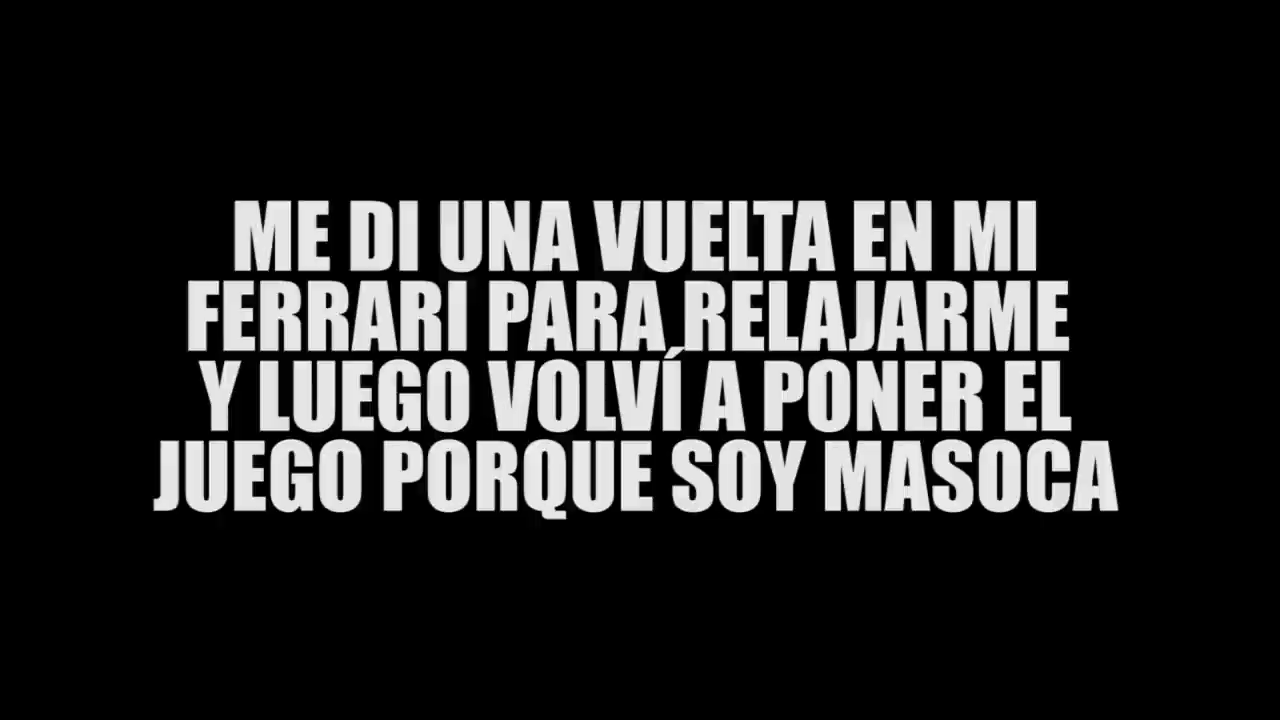 ME DI UNA VUELTA EN MI
FERRARI PARA RELAJARME
Y LUEGO VOLVÍ A PONER EL
JUEGO PORQUE SOY MASOCA